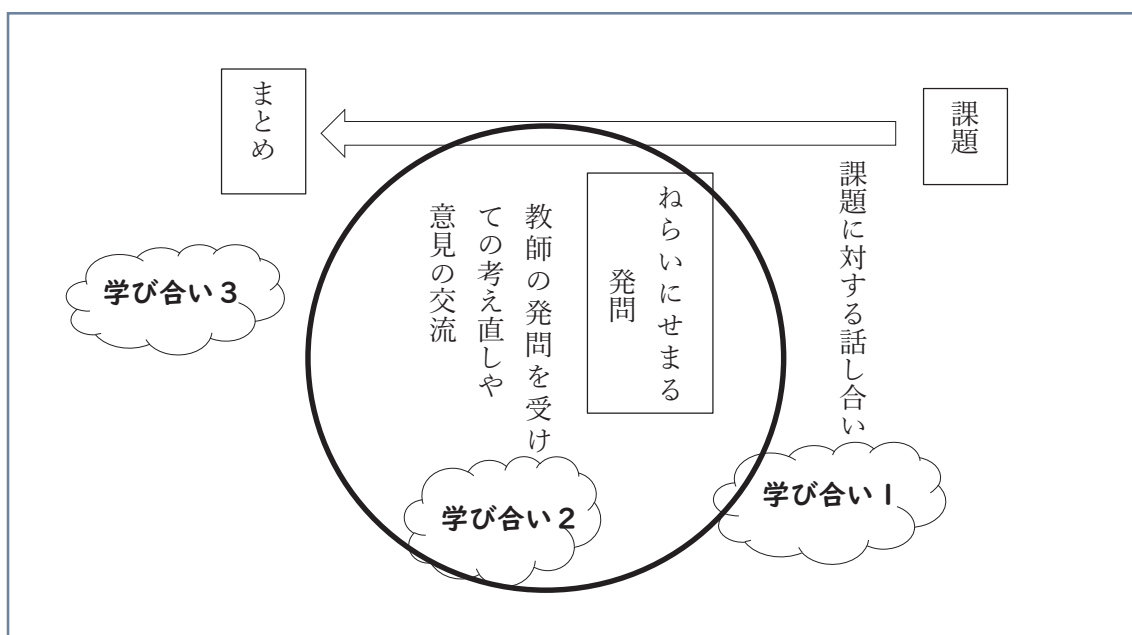 課題
課題に対する話し合い
学び合い１
ねらいにせまる
発問
教師の発問を受け
ての考え直しや
意見の交流
学び合い２
まとめ
学び合い３